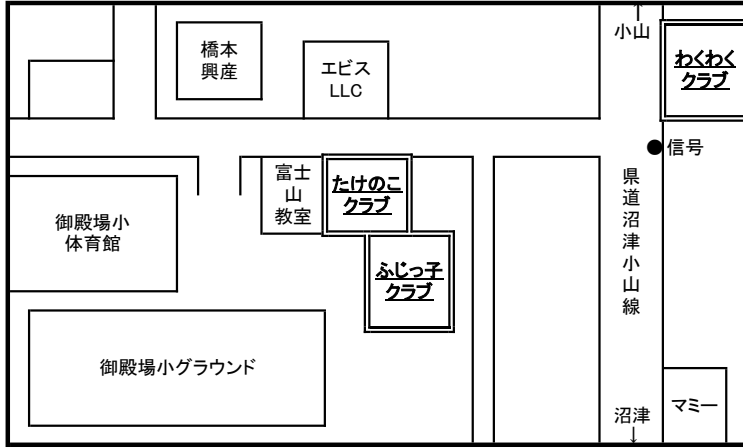 ↑
小山
橋本
興産
エビス
LLC
わくわく
クラブ
信号
富士
山
教室
たけのこ
クラブ
御殿場小
体育館
ふじっ子
クラブ
県道沼津小山線
御殿場小グラウンド
マミー
沼津
↓